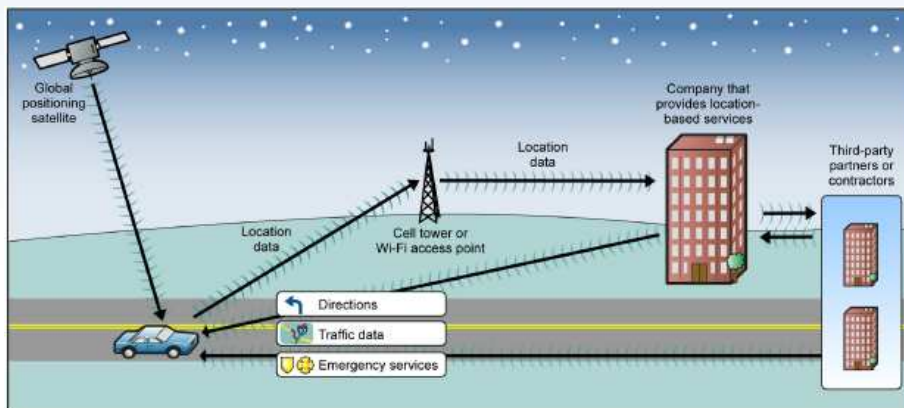 Global
positioning
satellite
Company that
provides location-
based services
Location
data
Third-party
partners or
contractors
Location
data
Cell tower or
Wi-Fi access point
Directions
Traffic data
Emergency services